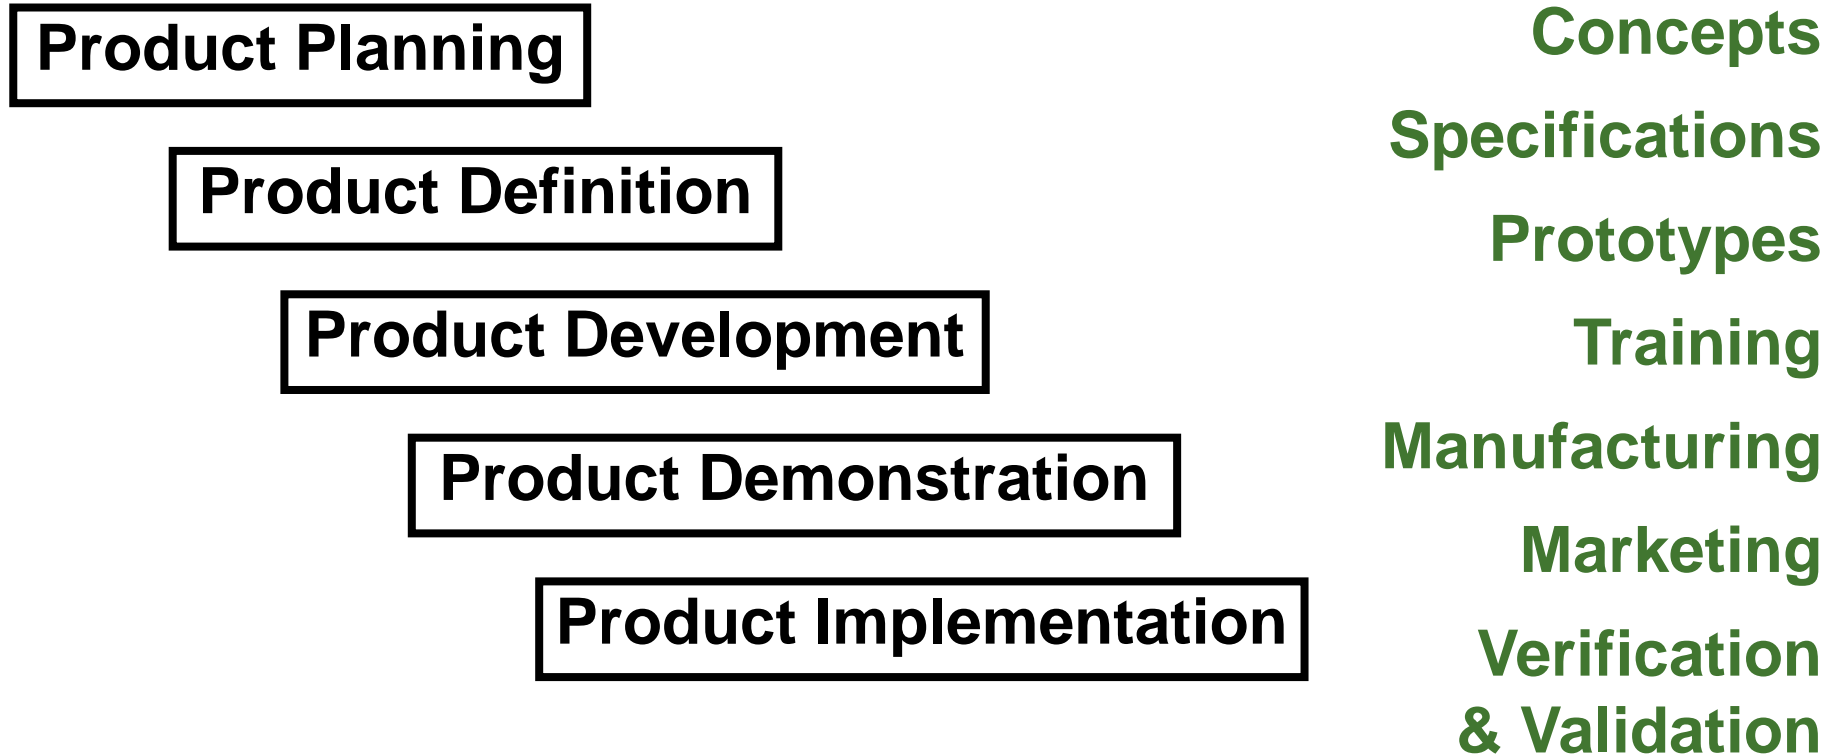 Product Planning
Product Definition
Product Development
Product Demonstration
Product Implementation
Concepts
Specifications
Prototypes
Training
Manufacturing
Marketing
Verification
& Validation